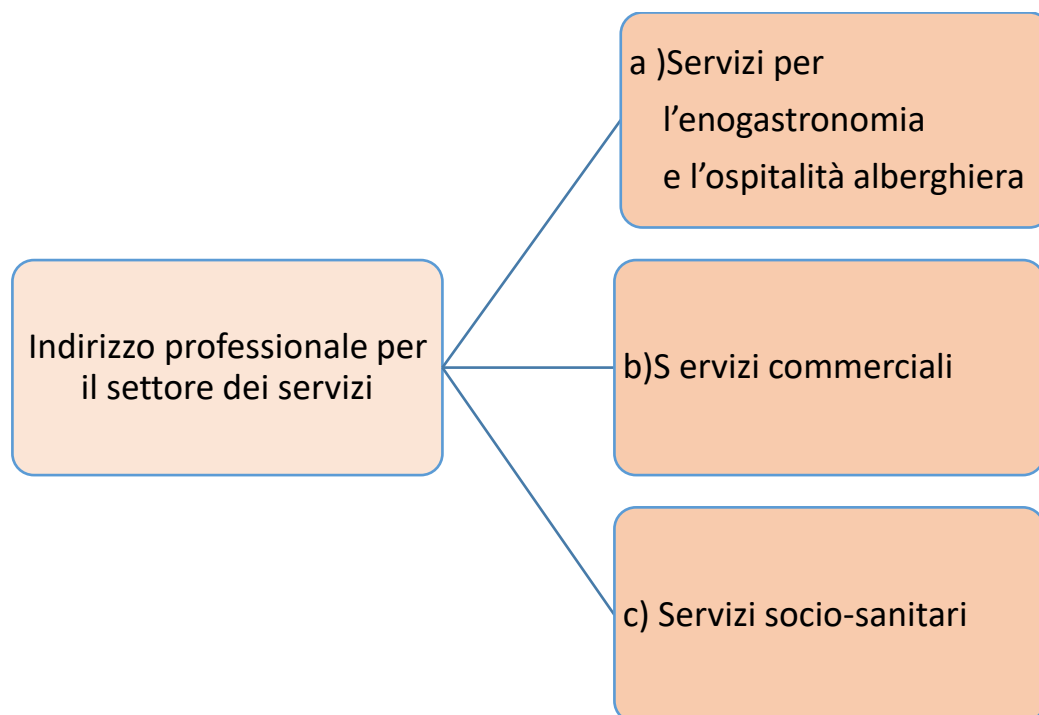 Indirizzo professionale per
il settore dei servizi
a )Servizi per
l’enogastronomia
e l’ospitalità alberghiera
b)S ervizi commerciali
c) Servizi socio-sanitari